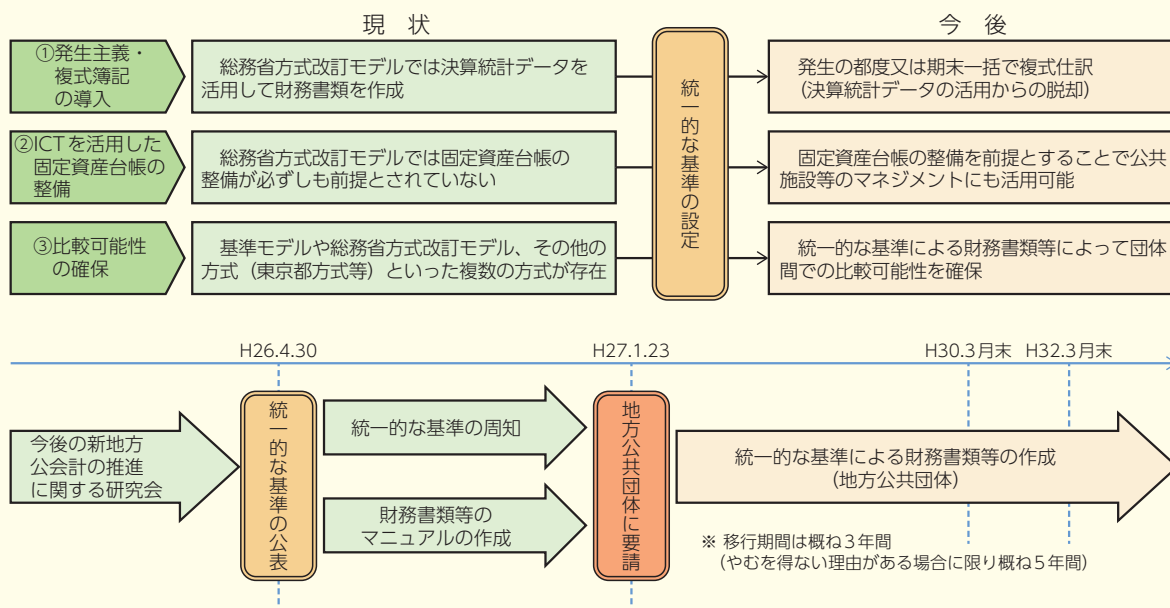 現 状
今 後
①発生主義・
複式簿記
の導入
総務省方式改訂モデルでは決算統計データを
活用して財務書類を作成
統一的な基準の設定
発生の都度又は期末一括で複式仕訳
(決算統計データの活用からの脱却)
②ICTを活用した
固定資産台帳の
整備
総務省方式改訂モデルでは固定資産台帳の
整備が必ずしも前提とされていない
固定資産台帳の整備を前提とすることで公共
施設等のマネジメントにも活用可能
③比較可能性
の確保
基準モデルや総務省方式改訂モデル、その他の
方式（東京都方式等）といった複数の方式が存在
統一的な基準による財務書類等によって団体
間での比較可能性を確保
H26.4.30
H27.1.23
H30.3月末
H32.3月末
今後の新地方
公会計の推進
に関する研究会
統一的な基準の公表
統一的な基準の周知
財務書類等の
マニュアルの作成
地方公共団体に要請
統一的な基準による財務書類等の作成
(地方公共団体)
※ 移行期間は概ね３年間
(やむを得ない理由がある場合に限り概ね５年間)